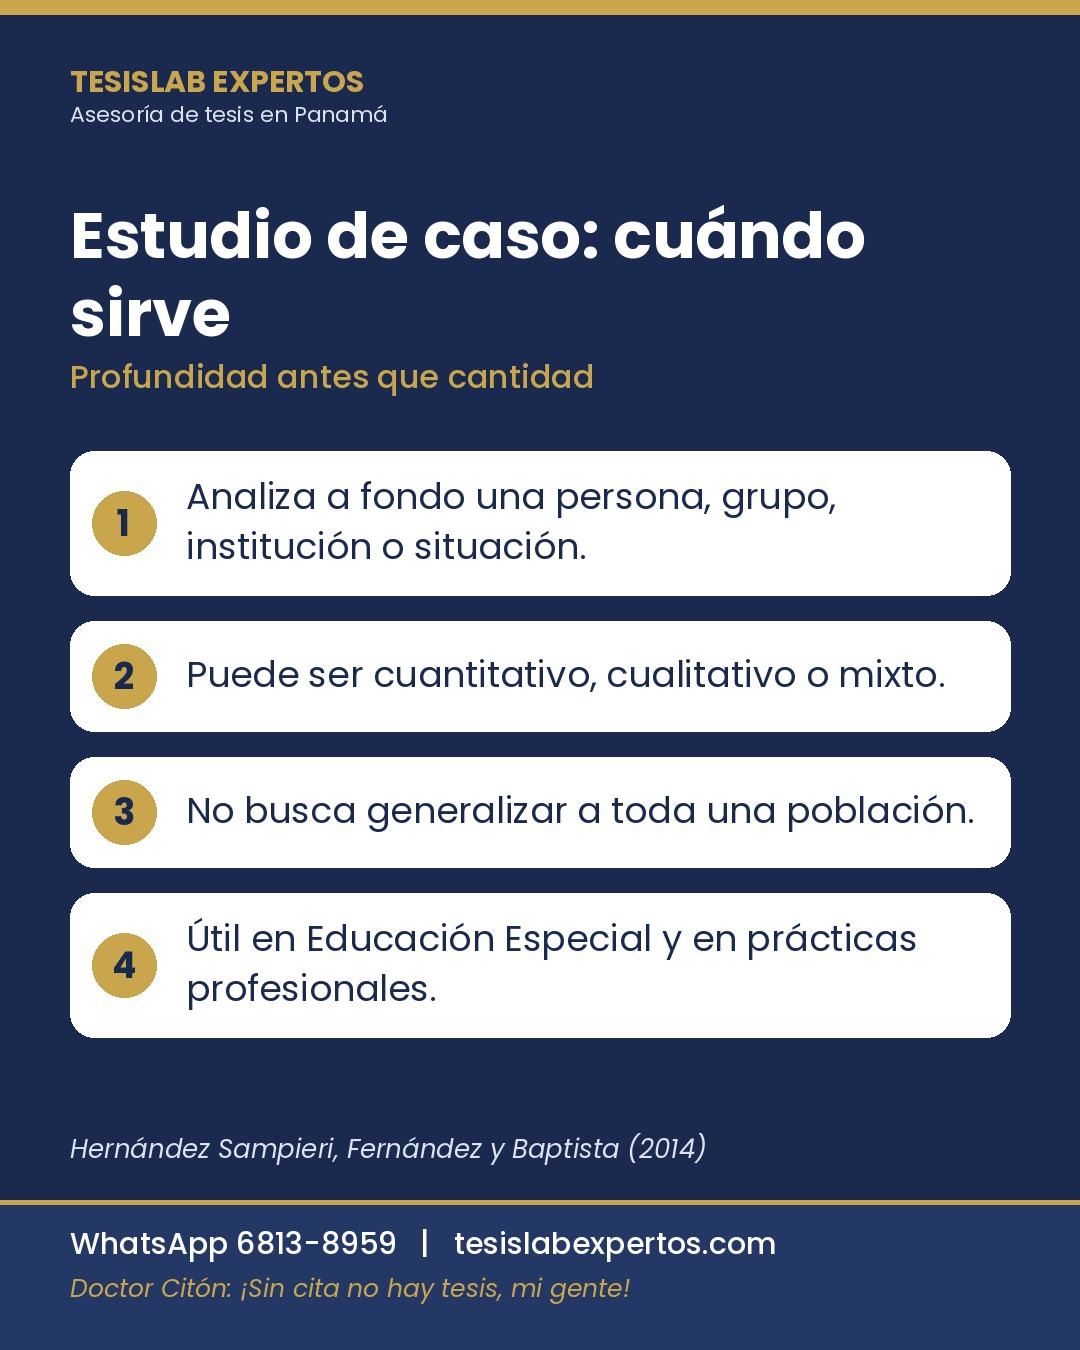 TESISLAB EXPERTOS
Asesoría de tesis en Panamá
Estudio de caso: cuándo
sirve
Profundidad antes que cantidad
1 Analiza a fondo una persona, grupo,
institución o situación.
2 Puede ser cuantitativo, cualitativo o mixto.
3 No busca generalizar a toda una población.
4 Útil en Educación Especial y en prácticas
profesionales.
Hernández Sampieri, Fernández y Baptista (2014)
WhatsApp 6813-8959 | tesislabexpertos.com
Doctor Citón: ¡Sin cita no hay tesis, mi gente!